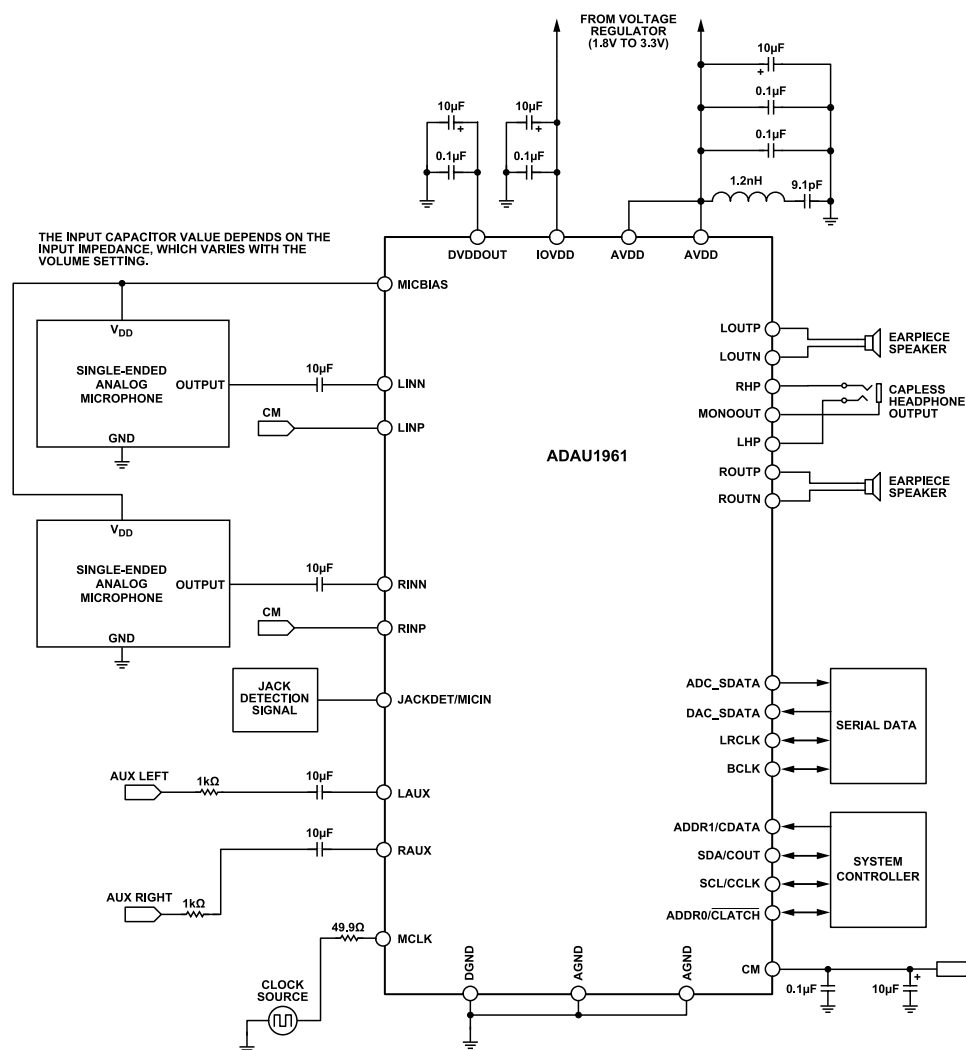 FROM VOLTAGE
REGULATOR
(1.8V TO 3.3V)
10µF
+
0.1µF
10µF
+
0.1µF
10µF
+
0.1µF
0.1µF
1.2nH
9.1pF
THE INPUT CAPACITOR VALUE DEPENDS ON THE
INPUT IMPEDANCE, WHICH VARIES WITH THE
VOLUME SETTING.
DVDDOUT
IOVDD
AVDD
AVDD
MICBIAS
VDD
SINGLE-ENDED
ANALOG
MICROPHONE
OUTPUT
GND
10µF
LINN
CM
LINP
VDD
SINGLE-ENDED
ANALOG
MICROPHONE
OUTPUT
GND
10µF
RINN
CM
RINP
JACK
DETECTION
SIGNAL
JACKDET/MICIN
AUX LEFT
1kΩ
10µF
LAUX
10µF
RAUX
AUX RIGHT
1kΩ
49.9Ω
MCLK
CLOCK
SOURCE
ADAU1961
LOUTP
LOUTN
EARPIECE
SPEAKER
RHP
MONOOUT
LHP
CAPLESS
HEADPHONE
OUTPUT
ROUTP
ROUTN
EARPIECE
SPEAKER
ADC_SDATA
DAC_SDATA
LRCLK
BCLK
SERIAL DATA
ADDR1/CDATA
SDA/COUT
SCL/CCLK
ADDR0/CLATCH
SYSTEM
CONTROLLER
DGND
AGND
AGND
CM
0.1µF
10µF
+